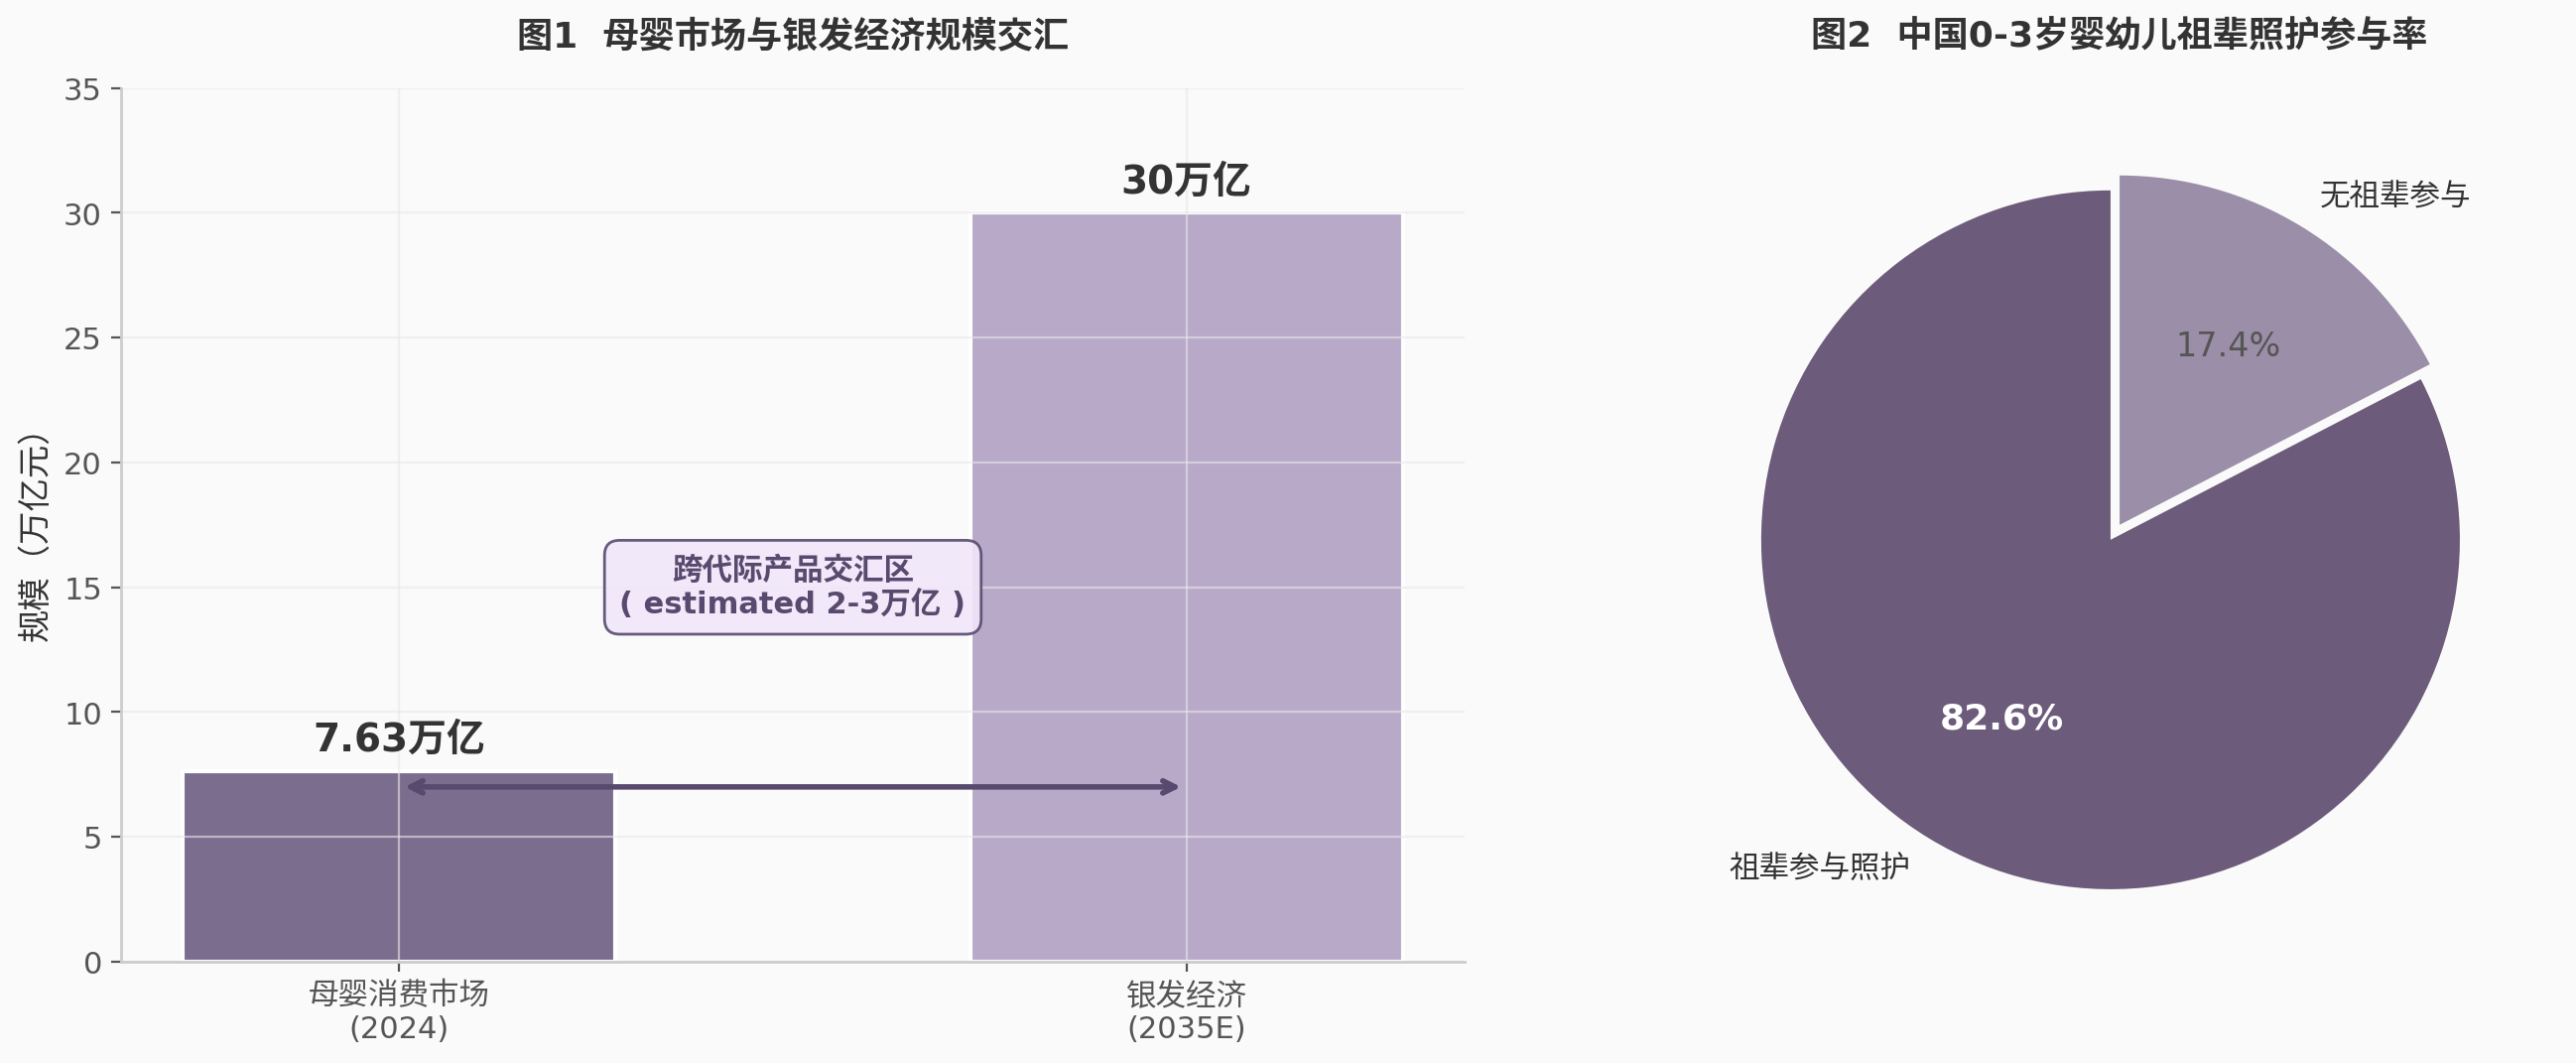 图1 母婴市场与银发经济规模交汇
规模（万亿元）
35
30
25
20
15
10
5
0
30万亿
跨代际产品交汇区
( estimated 2-3万亿 )
7.63万亿
母婴消费市场
(2024)
银发经济
(2035E)
图2 中国0-3岁婴幼儿祖辈照护参与率
无祖辈参与
17.4%
82.6%
祖辈参与照护